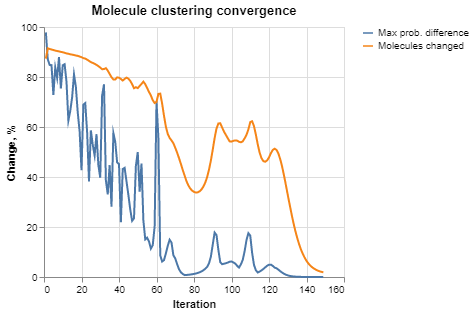 Molecule clustering convergence
Max prob. difference
Molecules changed
Change, %
100
80
60
40
20
0
0 20 40 60 80 100 120 140 160
Iteration